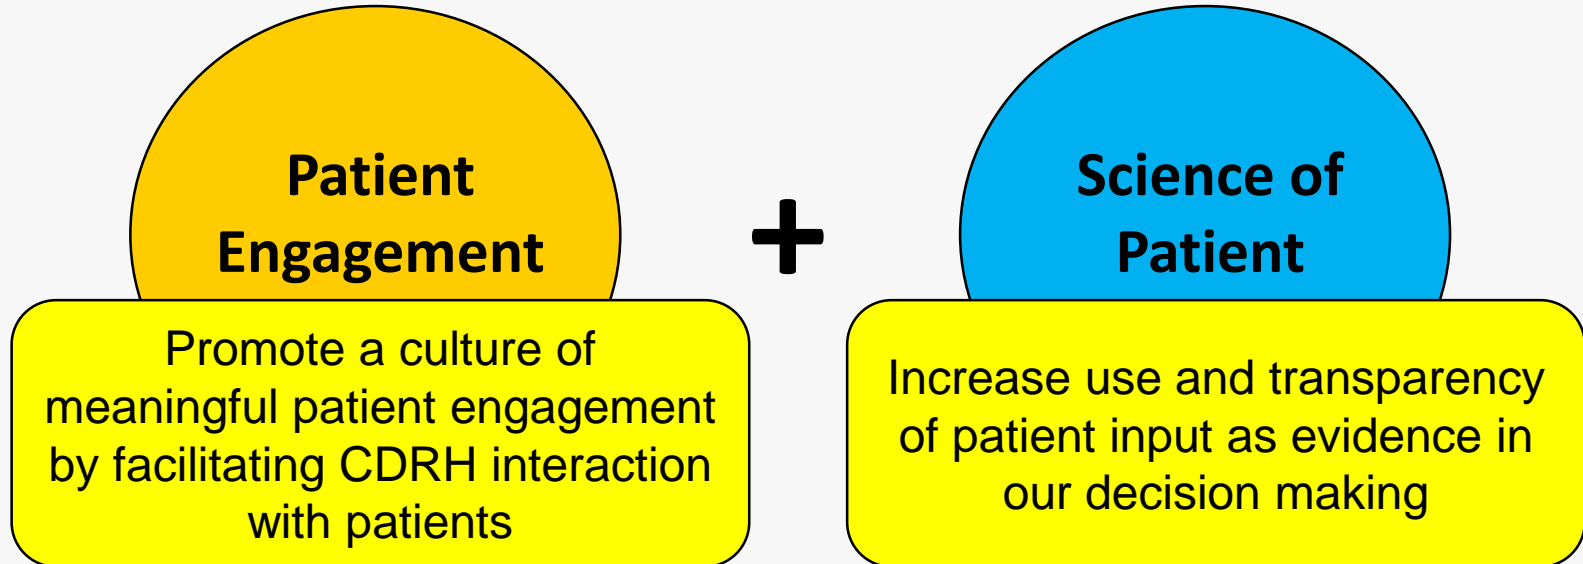 Patient
Engagement
+
Science of
Patient
Promote a culture of
meaningful patient engagement
by facilitating CDRH interaction
with patients
Increase use and transparency
of patient input as evidence in
our decision making